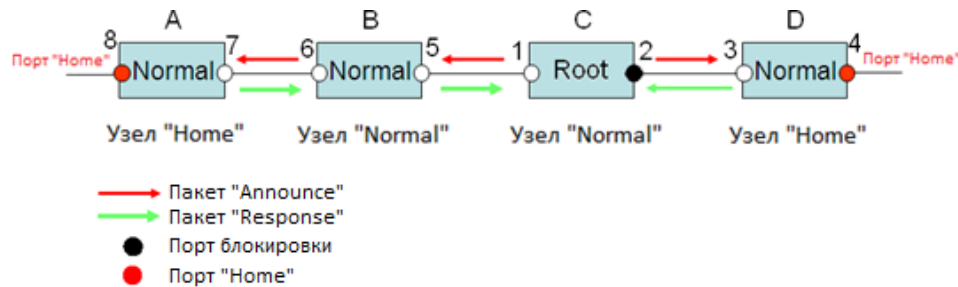 A B C D
8 7 6 5 1 2 3 4
Порт "Home" Normal Normal Root Normal Порт "Home"
Узел "Home" Узел "Normal" Узел "Normal" Узел "Home"
Пакет "Announce"
Пакет "Response"
Порт блокировки
Порт "Home"